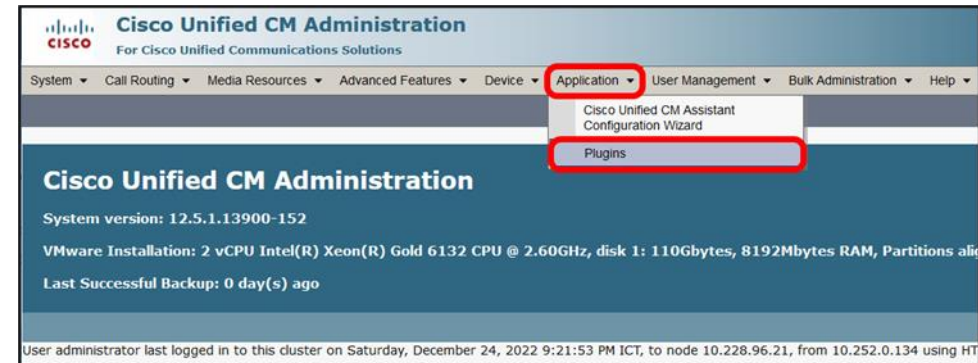 Cisco Unified CM Administration
CISCO
For Cisco Unified Communications Solutions
System Call Routing Media Resources Advanced Features Device Application User Management Bulk Administration Help
Cisco Unified CM Assistant
Configuration Wizard
Plugins
Cisco Unified CM Administration
System version: 12.5.1.13900-152
VMware Installation: 2 vCPU Intel(R) Xeon(R) Gold 6132 CPU @ 2.60GHz, disk 1: 110Gbytes, 8192Mbytes RAM, Partitions alig
Last Successful Backup: 0 day(s) ago
User administrator last logged in to this cluster on Saturday, December 24, 2022 9:21:53 PM ICT, to node 10.228.96.21, from 10.252.0.134 using H